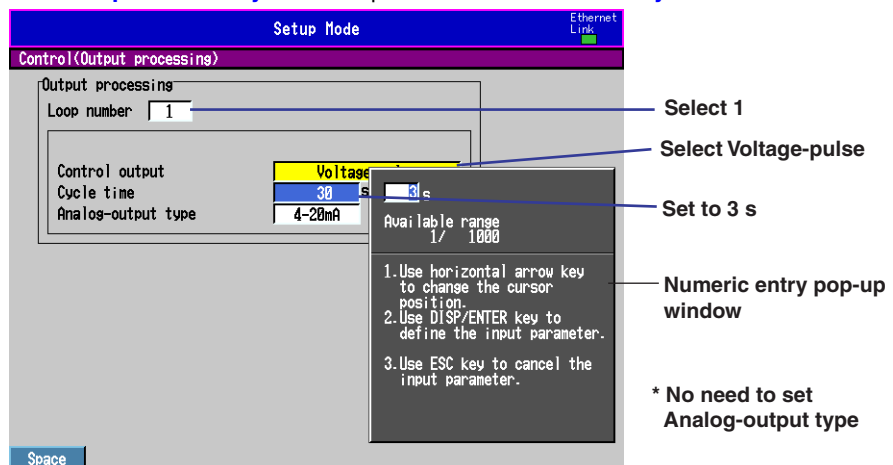 Setup Mode
Ethernet
Link
Control(Output processing)
Output processing
Loop number 1
Select 1
Select Voltage-pulse
Control output Voltage
Cycle time 30 s 3 s
Set to 3 s
Analog-output type 4-20mA
Available range
1/ 1000
1.Use horizontal arrow key
to change the cursor
position.
2.Use DISP/ENTER key to
define the input parameter.
3.Use ESC key to cancel the
input parameter.
Numeric entry pop-up
window
* No need to set
Analog-output type
Space